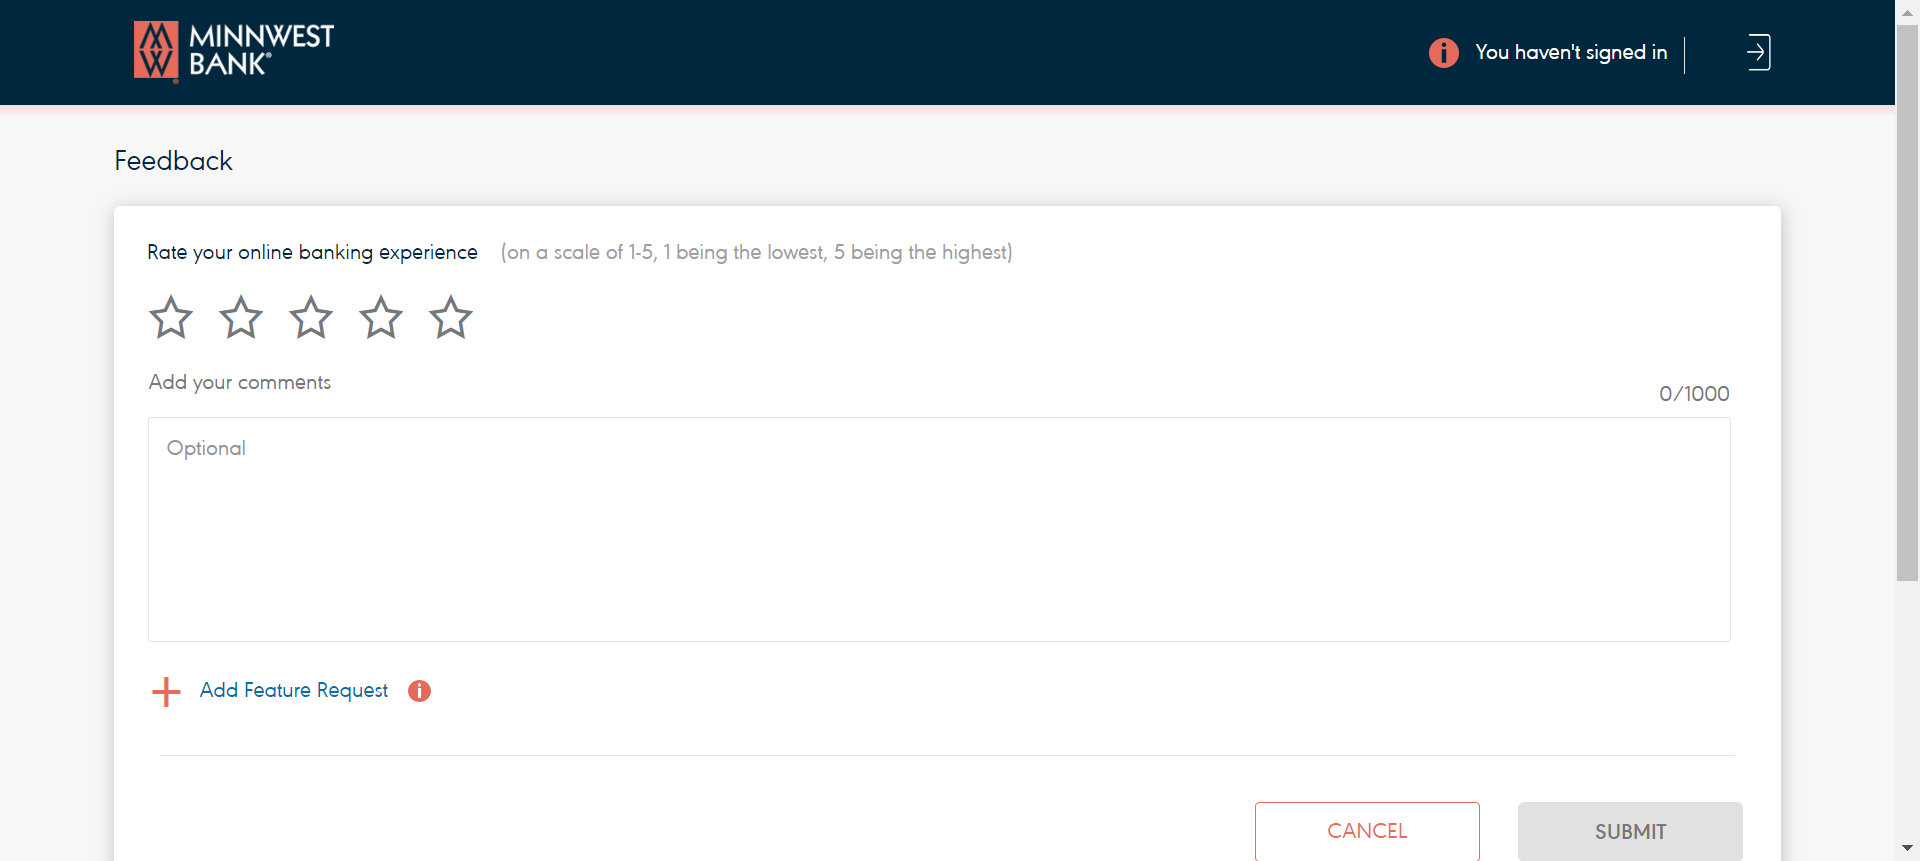 MINNWEST
BANK®
You haven't signed in
Feedback
Rate your online banking experience (on a scale of 1-5, 1 being the lowest, 5 being the highest)
Add your comments
0/1000
Optional
Add Feature Request
CANCEL
SUBMIT